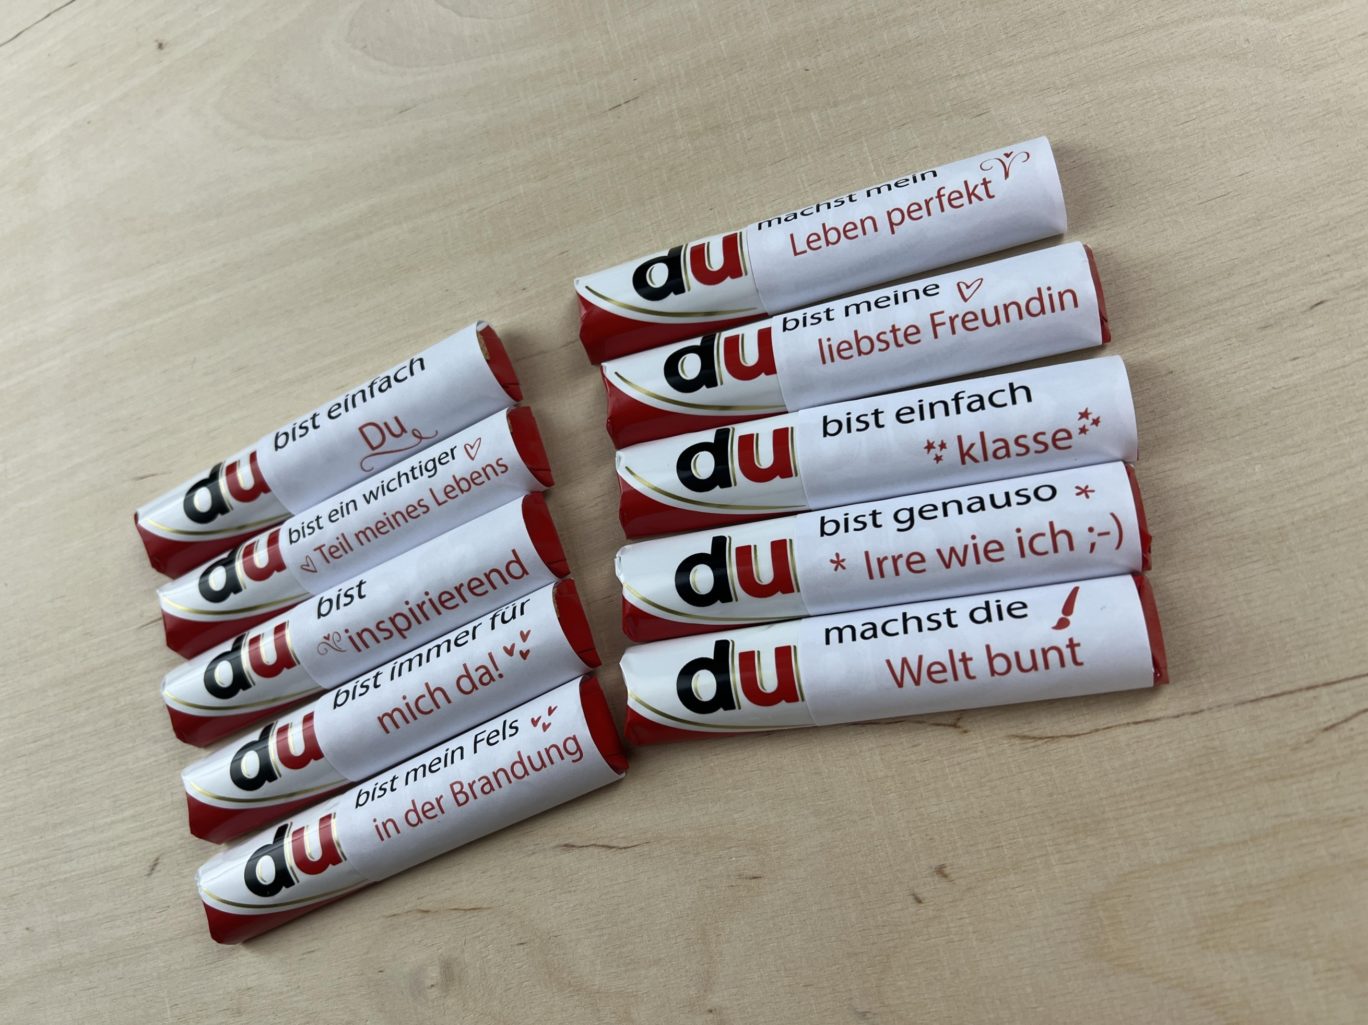 du bist einfach
Du
du bist ein wichtiger
Teil meines Lebens
du bist
inspirierend
du bist immer für
mich da!
du bist mein Fels
in der Brandung
du machst mein
Leben perfekt
du bist meine
liebste Freundin
du bist einfach
klasse
du bist genauso *
* Irre wie ich ;-)
du machst die
Welt bunt